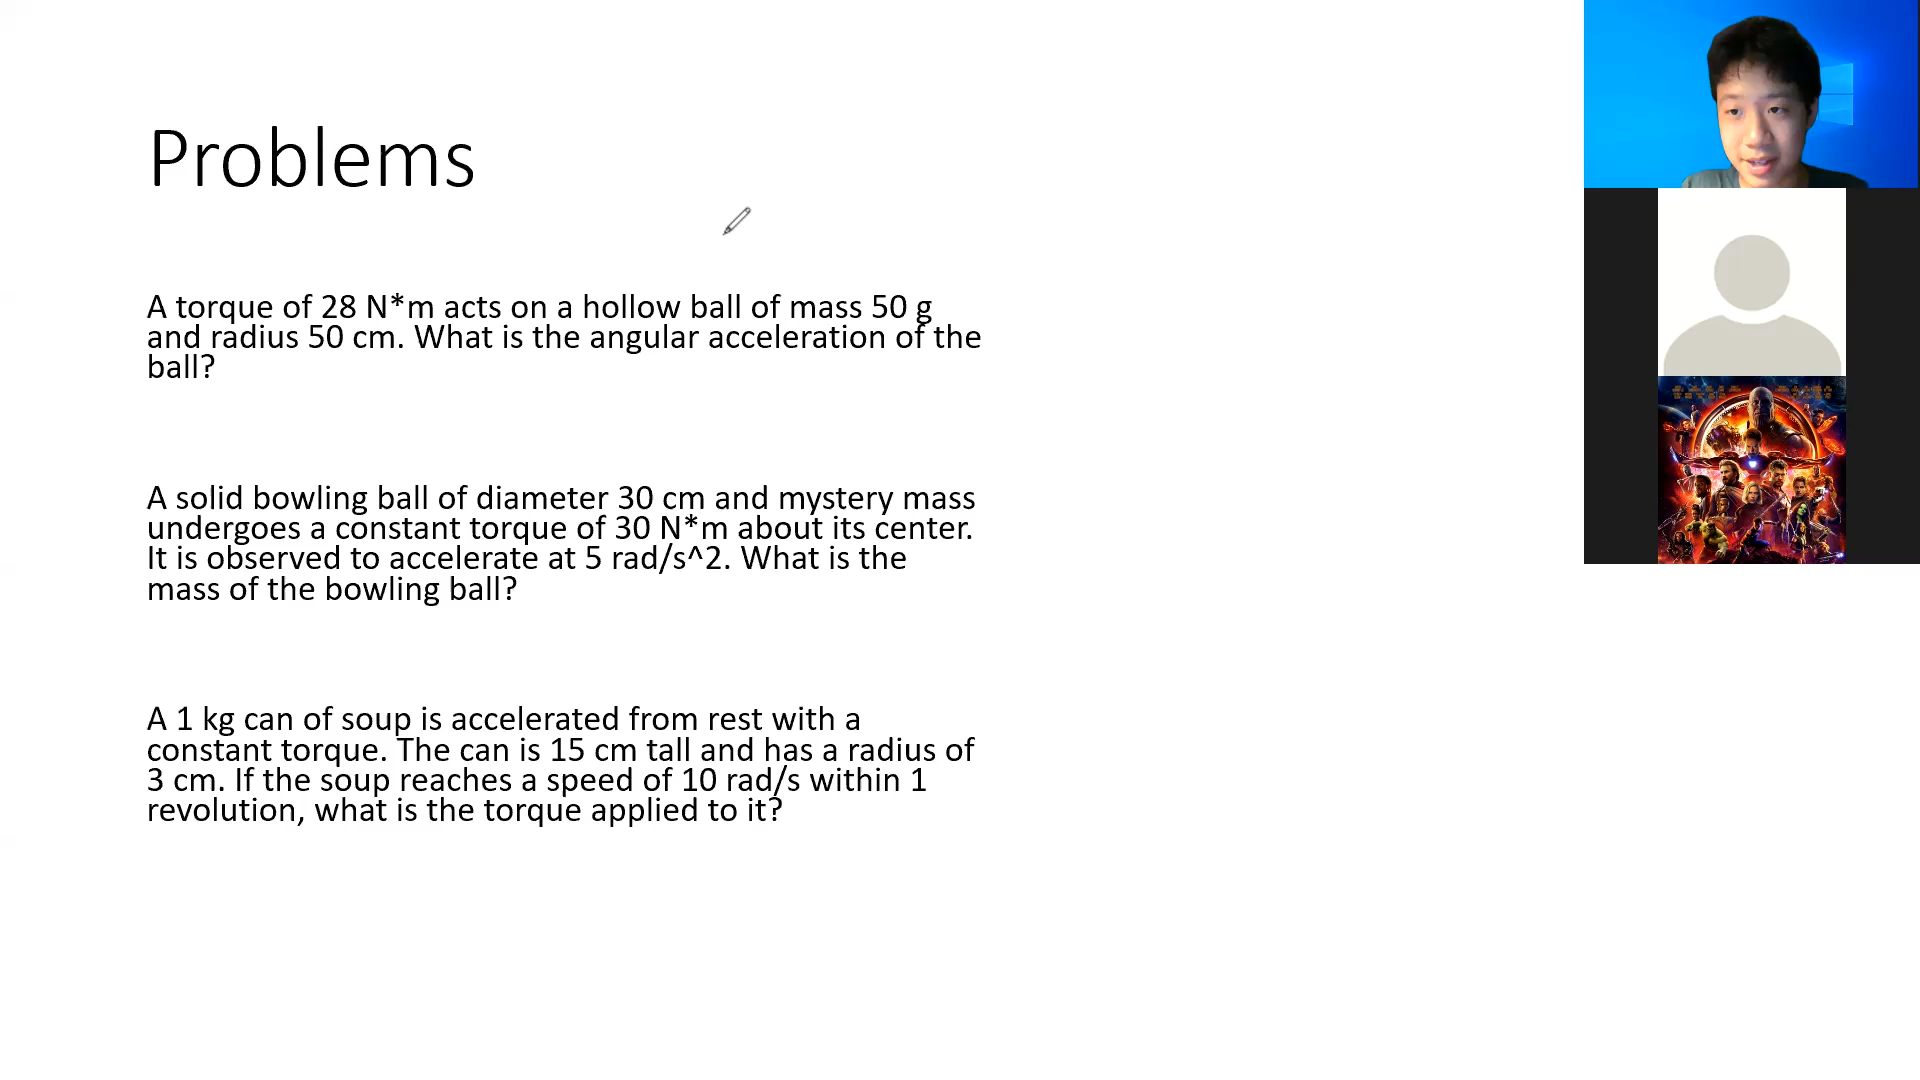 Problems
A torque of 28 N*m acts on a hollow ball of mass 50 g
and radius 50 cm. What is the angular acceleration of the
ball?
A solid bowling ball of diameter 30 cm and mystery mass
undergoes a constant torque of 30 N*m about its center.
It is observed to accelerate at 5 rad/s^2. What is the
mass of the bowling ball?
A 1 kg can of soup is accelerated from rest with a
constant torque. The can is 15 cm tall and has a radius of
3 cm. If the soup reaches a speed of 10 rad/s within 1
revolution, what is the torque applied to it?